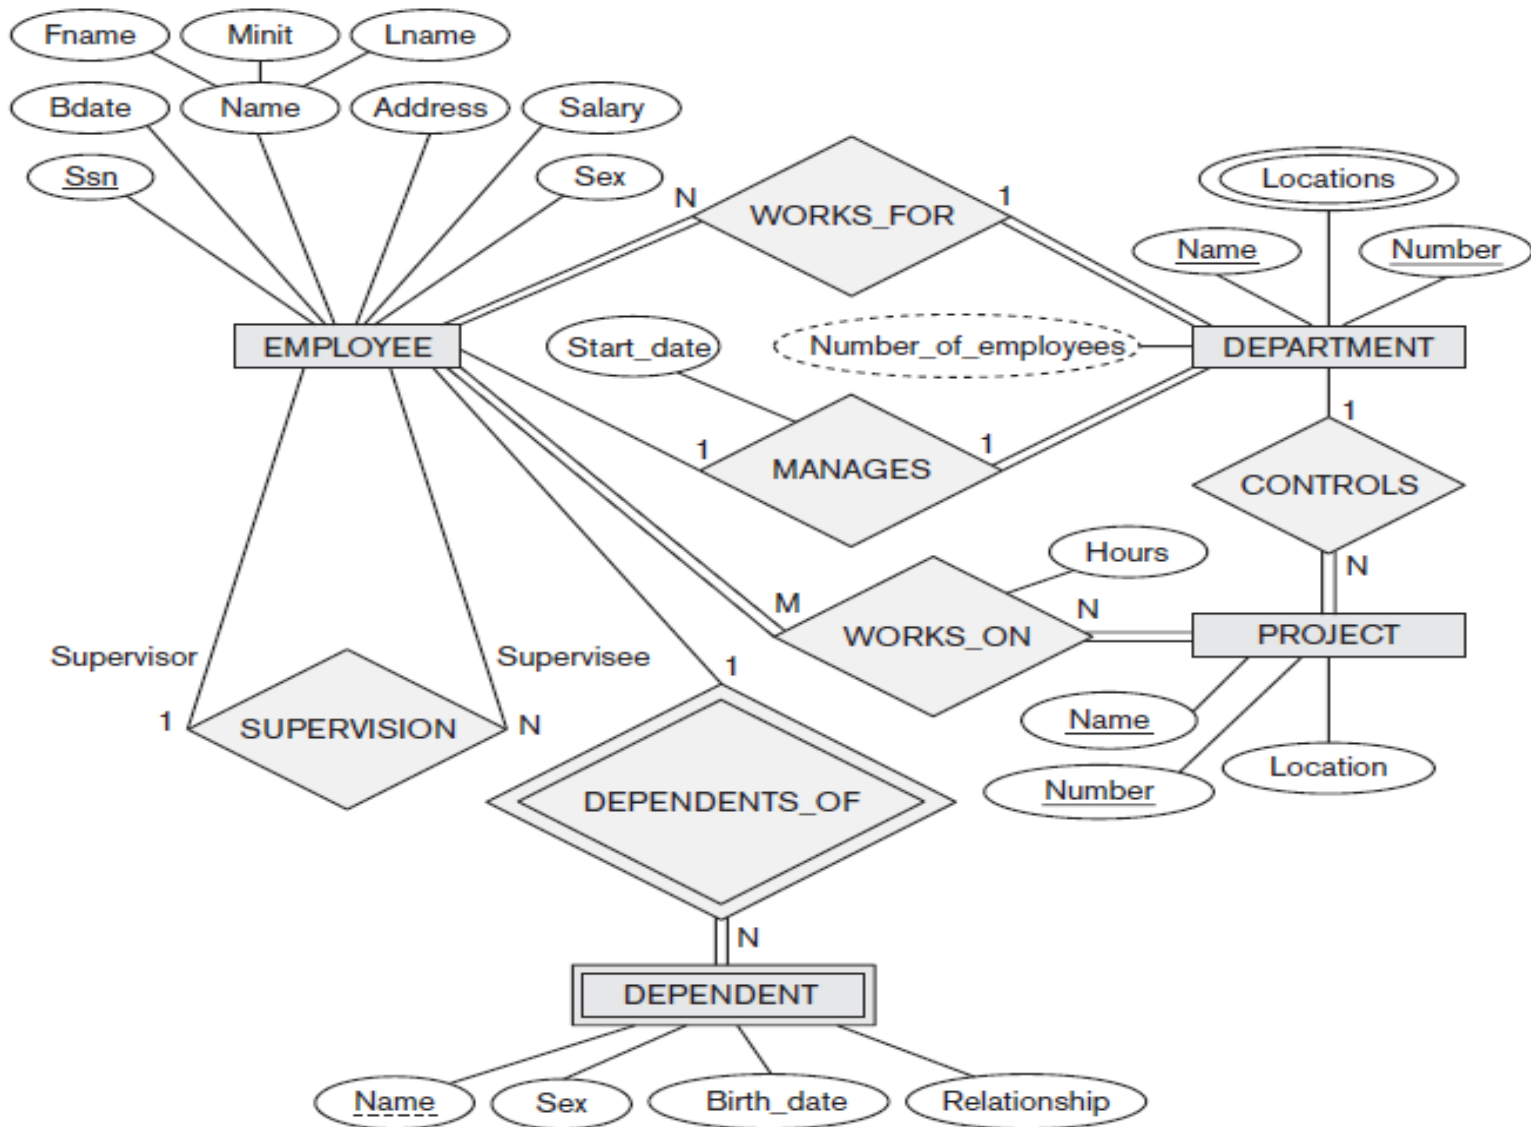 Fname Minit Lname
Bdate Name Address Salary
Ssn Sex
N WORKS_FOR 1
Locations
Name Number
EMPLOYEE Start_date Number_of_employees DEPARTMENT
1 MANAGES 1
1
CONTROLS
N
Hours
M WORKS_ON N
PROJECT
Supervisor Supervisee
1 SUPERVISION N
1
Name
Number Location
DEPENDENTS_OF
N
DEPENDENT
Name Sex Birth_date Relationship